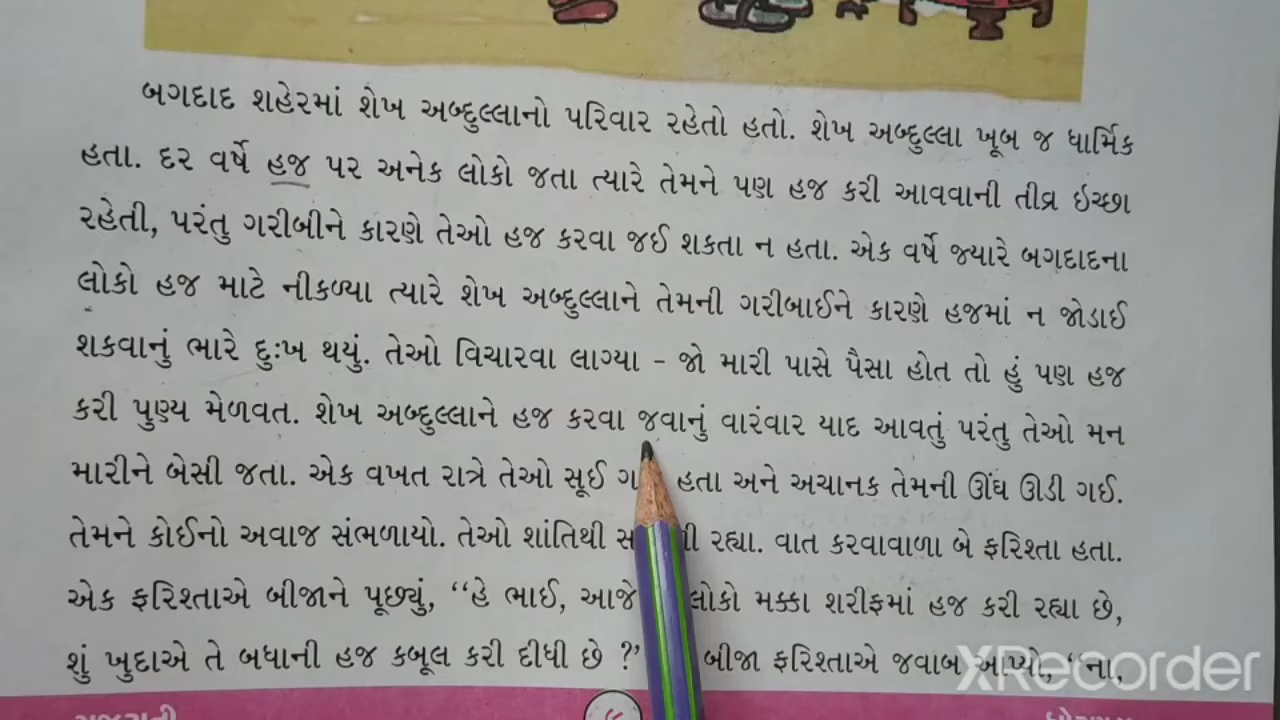 બગદાદ શહેરમાં શેખ અબ્દુલ્લાનો પરિવાર રહેતો હતો. શેખ અબ્દુલ્લા ખૂબ જ ધાર્મિક
હતા. દર વર્ષે હજ પર અનેક લોકો જતા ત્યારે તેમને પણ હજ કરી આવવાની તીવ્ર ઇચ્છા
રહેતી, પરંતુ ગરીબીને કારણે તેઓ હજ કરવા જઈ શકતા ન હતા. એક વર્ષે જ્યારે બગદાદના
લોકો હજ માટે નીકળ્યા ત્યારે શેખ અબ્દુલ્લાને તેમની ગરીબાઈને કારણે હજમાં ન જોડાઈ
શકવાનું ભારે દુઃખ થયું. તેઓ વિચારવા લાગ્યા – જો મારી પાસે પૈસા હોત તો હું પણ હજ
કરી પુણ્ય મેળવત. શેખ અબ્દુલ્લાને હજ કરવા જવાનું વારંવાર યાદ આવતું પરંતુ તેઓ મન
મારીને બેસી જતા. એક વખત રાત્રે તેઓ સૂઈ હતા અને અચાનક તેમની ઊંઘ ઊડી ગઈ.
તેમને કોઈનો અવાજ સંભળાયો. તેઓ શાંતિથી રહ્યા. વાત કરવાવાળા બે ફરિશ્તા હતા.
એક ફરિશ્તાએ બીજાને પૂછ્યું, ‘‘હે ભાઈ, આજે લોકો મક્કા શરીફમાં હજ કરી રહ્યા છે,
શું ખુદાએ તે બધાની હજ કબૂલ કરી દીધી છે ?’ બીજા ફરિશ્તાએ જવાબ આપ્યો, ‘‘ના,
XRecorder